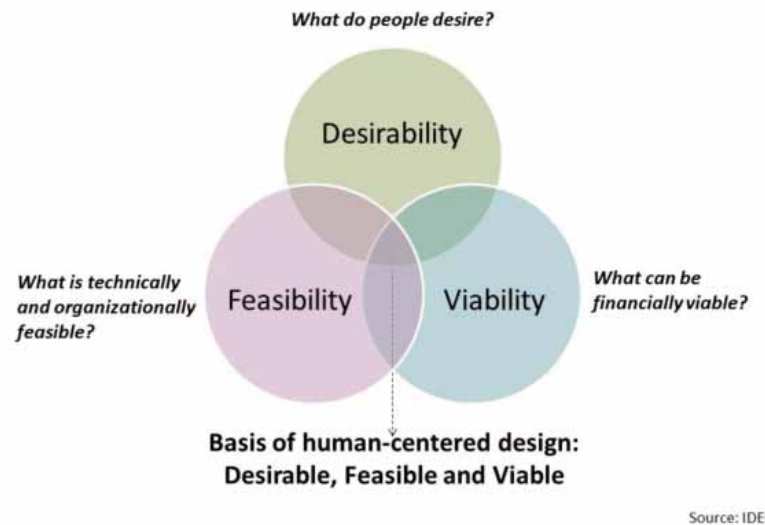 What do people desire?
Desirability
What is technically
and organizationally
feasible?
Feasibility
Viability
What can be
financially viable?
Basis of human-centered design:
Desirable, Feasible and Viable
Source: IDE